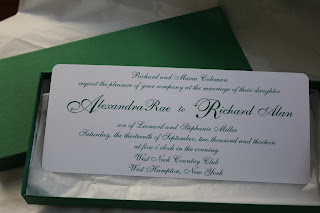 Richard and Maria Coleman
request the pleasure of your company at the marriage of their daughter
Alexandra Rae to Richard Alan
son of Leonard and Stephanie Miller
Saturday, the thirteenth of September, two thousand and thirteen
at five o'clock in the evening
West Neck Country Club
West Hampton, New York